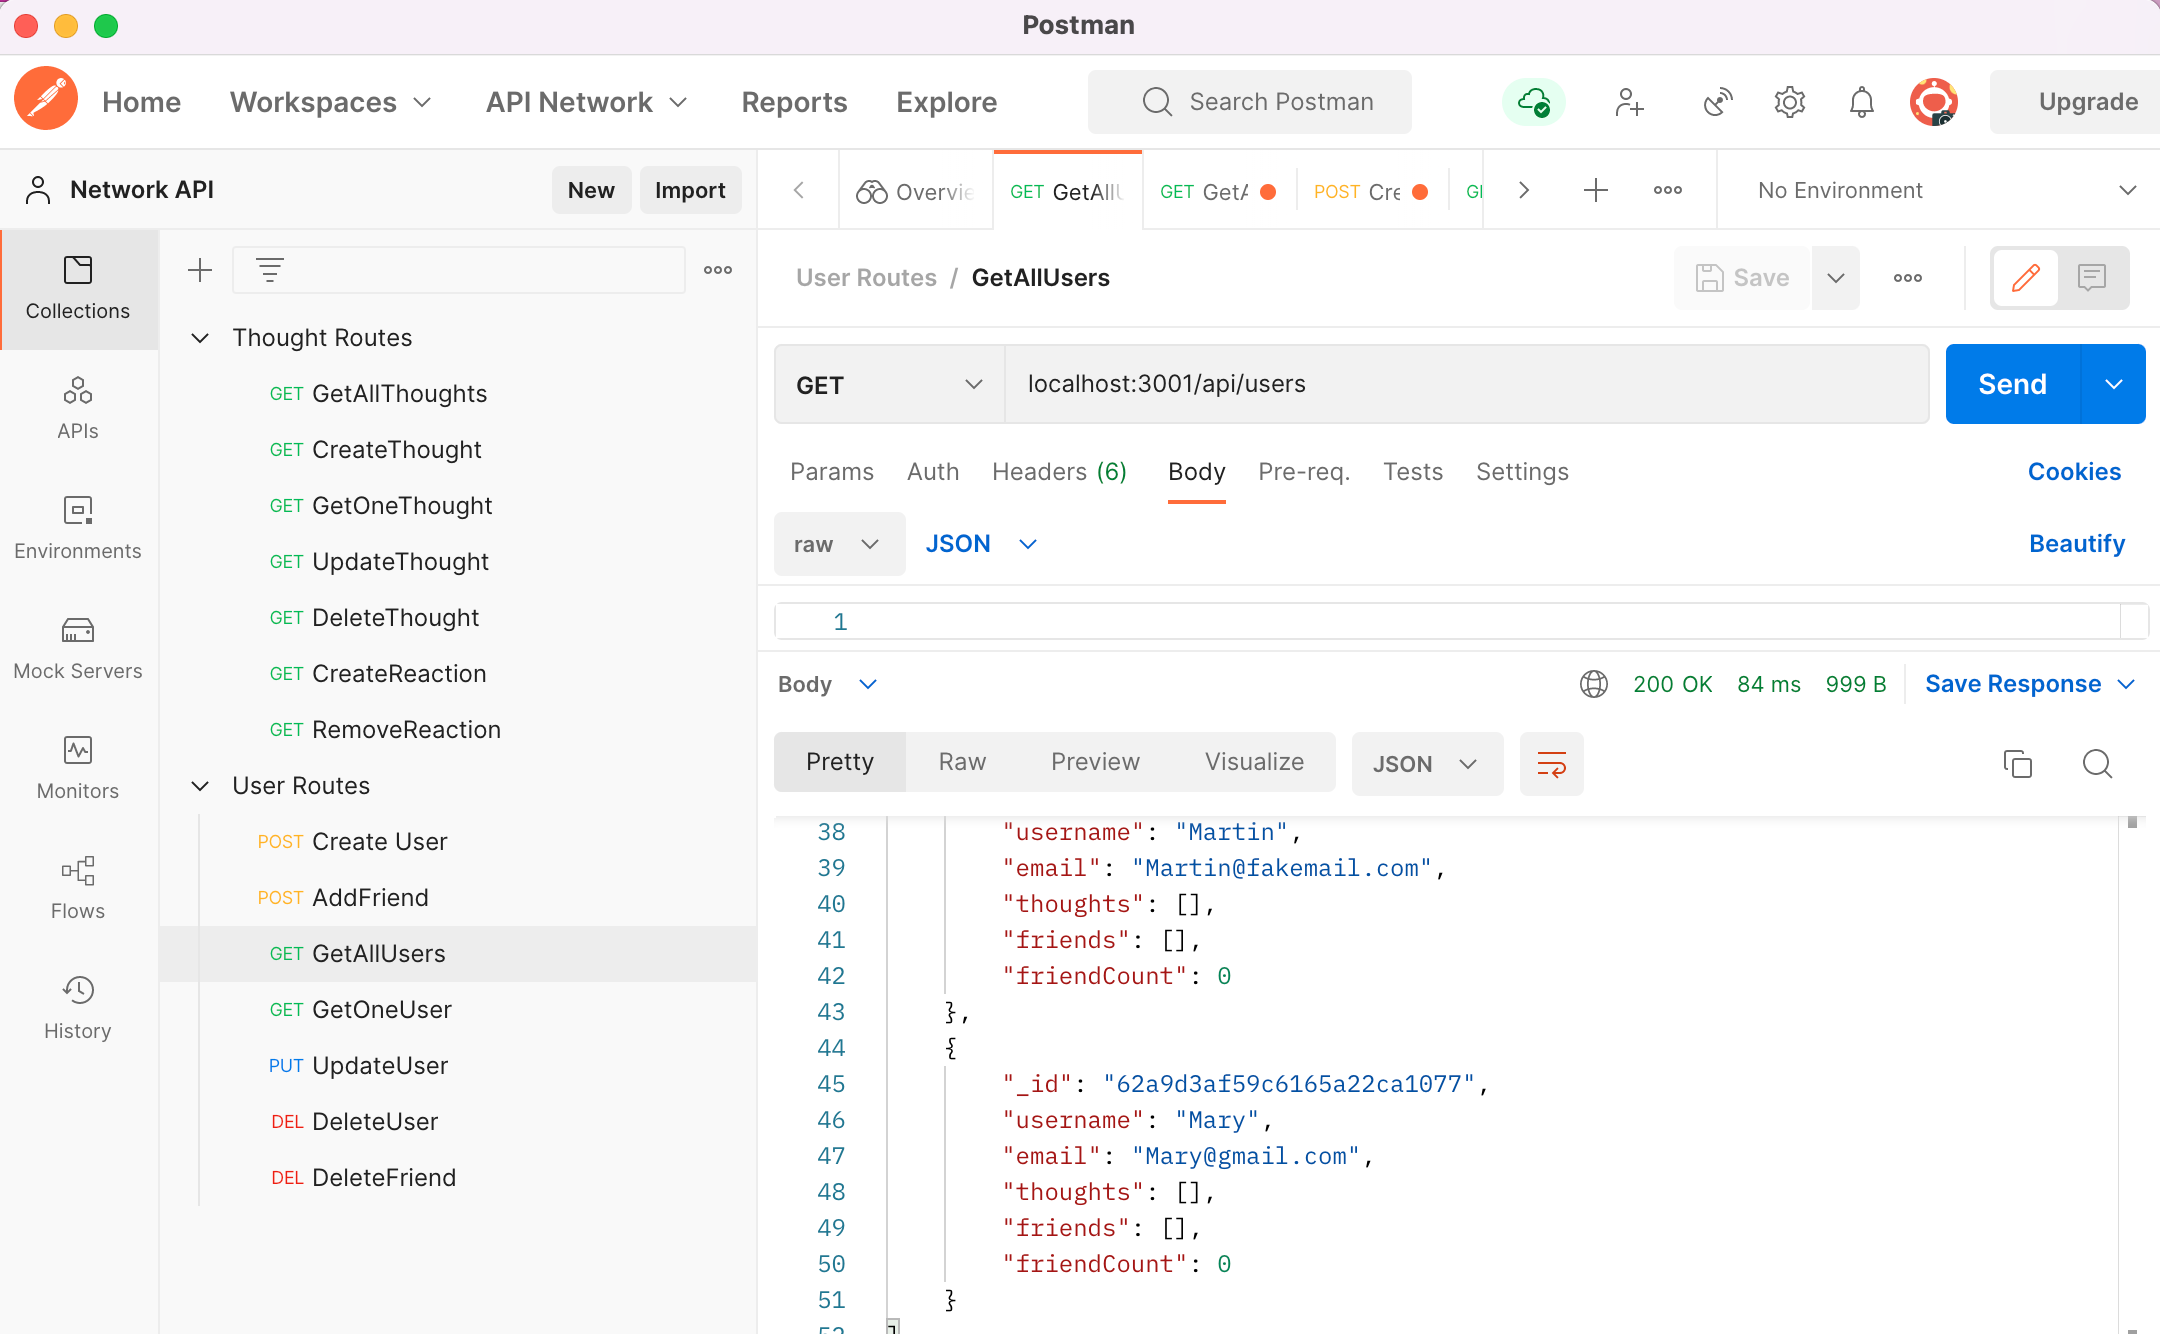 Postman
Home
Workspaces
API Network
Reports
Explore
Search Postman
Upgrade
Network API
New
Import
Overvie
GET GetAllU
GET GetA
POST Cre
GE
No Environment
Collections
APIs
Environments
Mock Servers
Monitors
Flows
History
Thought Routes
GET GetAllThoughts
GET CreateThought
GET GetOneThought
GET UpdateThought
GET DeleteThought
GET CreateReaction
GET RemoveReaction
User Routes
POST Create User
POST AddFriend
GET GetAllUsers
GET GetOneUser
PUT UpdateUser
DEL DeleteUser
DEL DeleteFriend
User Routes / GetAllUsers
Save
GET
localhost:3001/api/users
Send
Params Auth Headers (6) Body Pre-req. Tests Settings
Cookies
raw
JSON
Beautify
1
Body
200 OK 84 ms 999 B
Save Response
Pretty Raw Preview Visualize
JSON
38 "username": "Martin",
39 "email": "Martin@fakemail.com",
40 "thoughts": [],
41 "friends": [],
42 "friendCount": 0
43 },
44 {
45 "_id": "62a9d3af59c6165a22ca1077",
46 "username": "Mary",
47 "email": "Mary@gmail.com",
48 "thoughts": [],
49 "friends": [],
50 "friendCount": 0
51 }
52 ]